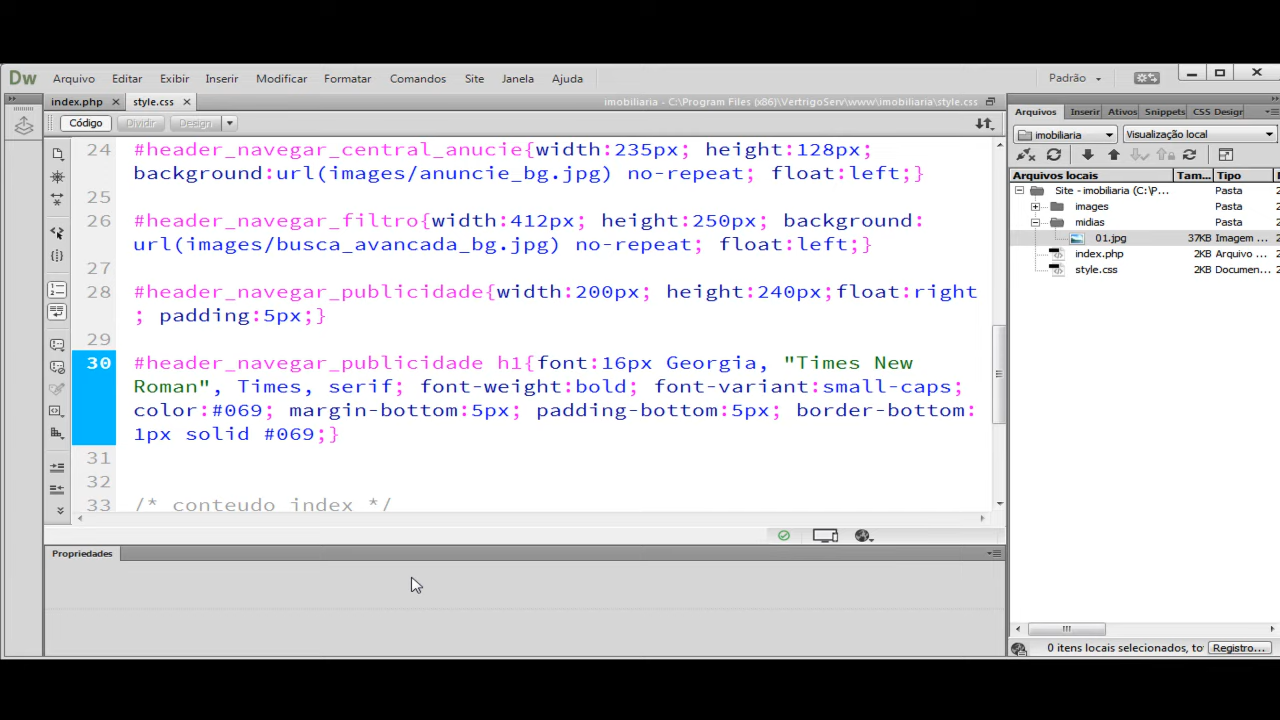 Dw Arquivo Editar Exibir Inserir Modificar Formatar Comandos Site Janela Ajuda Padrão
index.php style.css imobiliaria - C:\Program Files (x86)\VertrigoServ\www\imobiliaria\style.css
Código Dividir Design
24 #header_navegar_central_anucie{width:235px; height:128px;
background:url(images/anuncie_bg.jpg) no-repeat; float:left;}
25
26 #header_navegar_filtro{width:412px; height:250px; background:
url(images/busca_avancada_bg.jpg) no-repeat; float:left;}
27
28 #header_navegar_publicidade{width:200px; height:240px;float:right
; padding:5px;}
29
30 #header_navegar_publicidade h1{font:16px Georgia, "Times New
Roman", Times, serif; font-weight:bold; font-variant:small-caps;
color:#069; margin-bottom:5px; padding-bottom:5px; border-bottom:
1px solid #069;}
31
32
33 /* conteudo index */
Propriedades
Arquivos Inserir Ativos Snippets CSS Design
imobiliaria Visualização local
Arquivos locais Tam... Tipo
Site - imobiliaria (C:\P... Pasta
images Pasta
midias Pasta
01.jpg 37KB Imagem ...
index.php 2KB Arquivo ...
style.css 2KB Documen...
0 itens locais selecionados, to Registro...